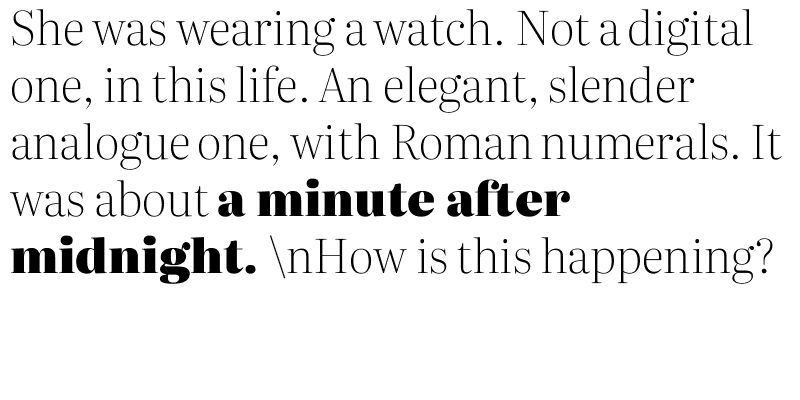 She was wearing a watch. Not a digital
one, in this life. An elegant, slender
analogue one, with Roman numerals. It
was about a minute after
midnight. \nHow is this happening?